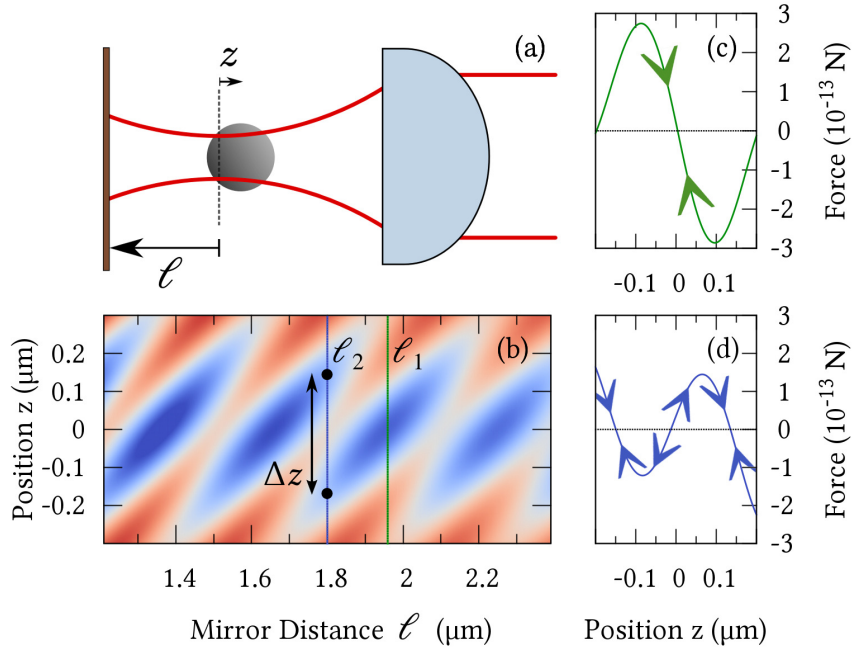 (a)
z
ℓ
(c)
3
2
1
0
-1
-2
-3
Force (10⁻¹³ N)
-0.1 0 0.1
(b)
ℓ₂ ℓ₁
Δz
0.2
0.1
0
-0.1
-0.2
Position z (μm)
1.4 1.6 1.8 2 2.2
Mirror Distance ℓ (μm)
(d)
3
2
1
0
-1
-2
-3
Force (10⁻¹³ N)
-0.1 0 0.1
Position z (μm)